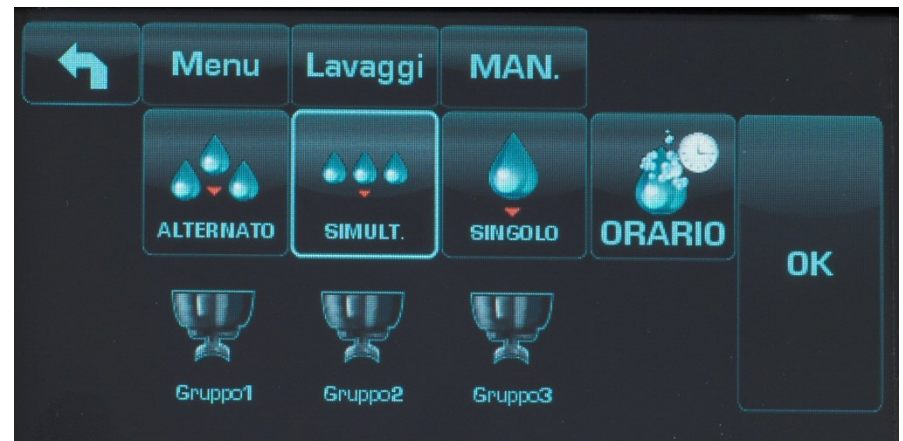 Menu Lavaggi MAN.
ALTERNATO SIMULT. SINGOLO ORARIO
OK
Gruppo1 Gruppo2 Gruppo3